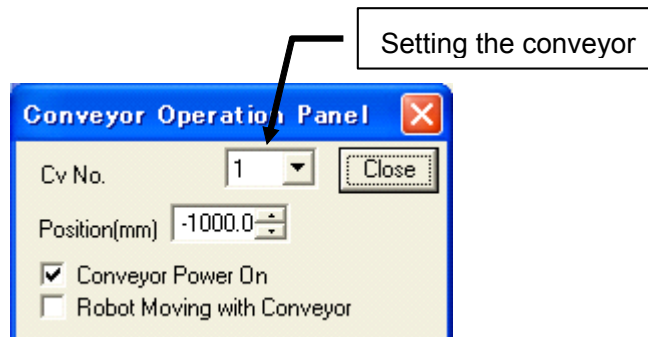 Setting the conveyor
Conveyor Operation Panel
Cv No. 1 Close
Position(mm) -1000.0
Conveyor Power On
Robot Moving with Conveyor